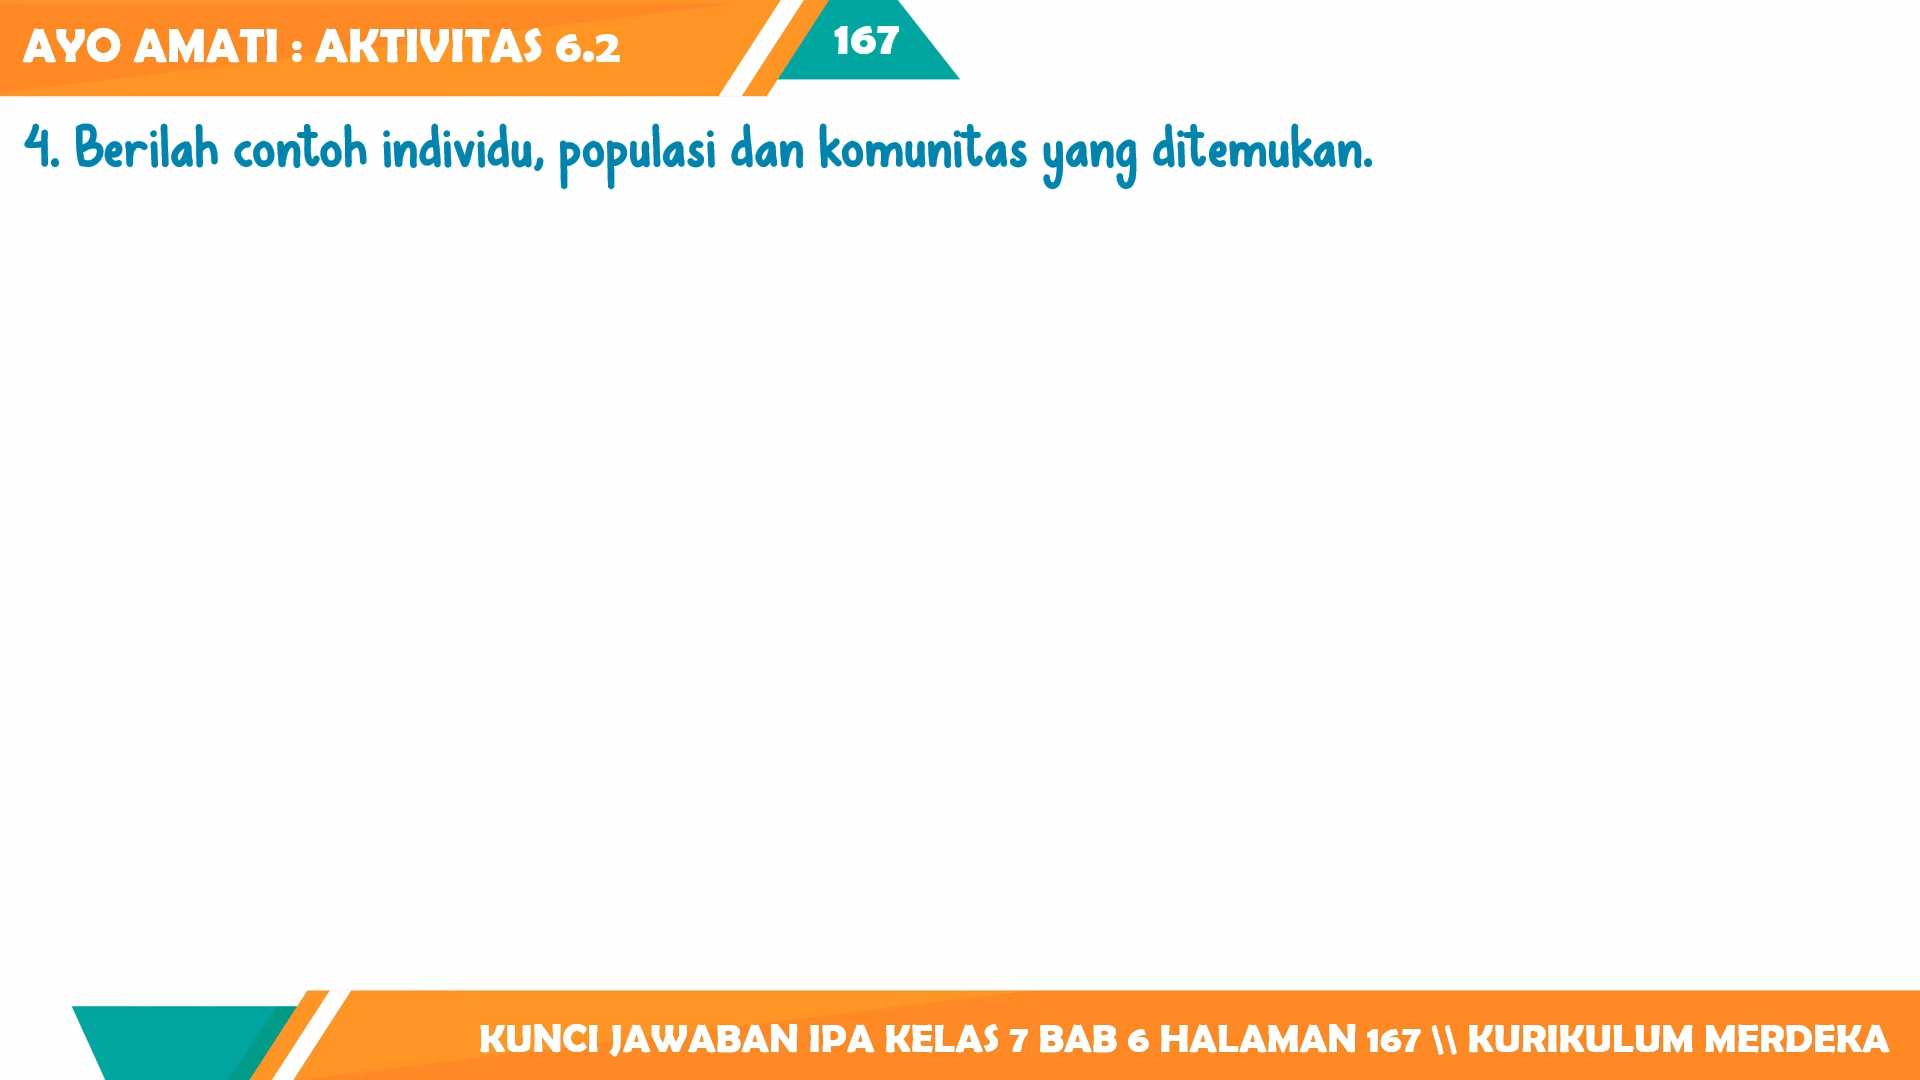 AYO AMATI : AKTIVITAS 6.2
167
4. Berilah contoh individu, populasi dan komunitas yang ditemukan.
KUNCI JAWABAN IPA KELAS 7 BAB 6 HALAMAN 167 \\ KURIKULUM MERDEKA